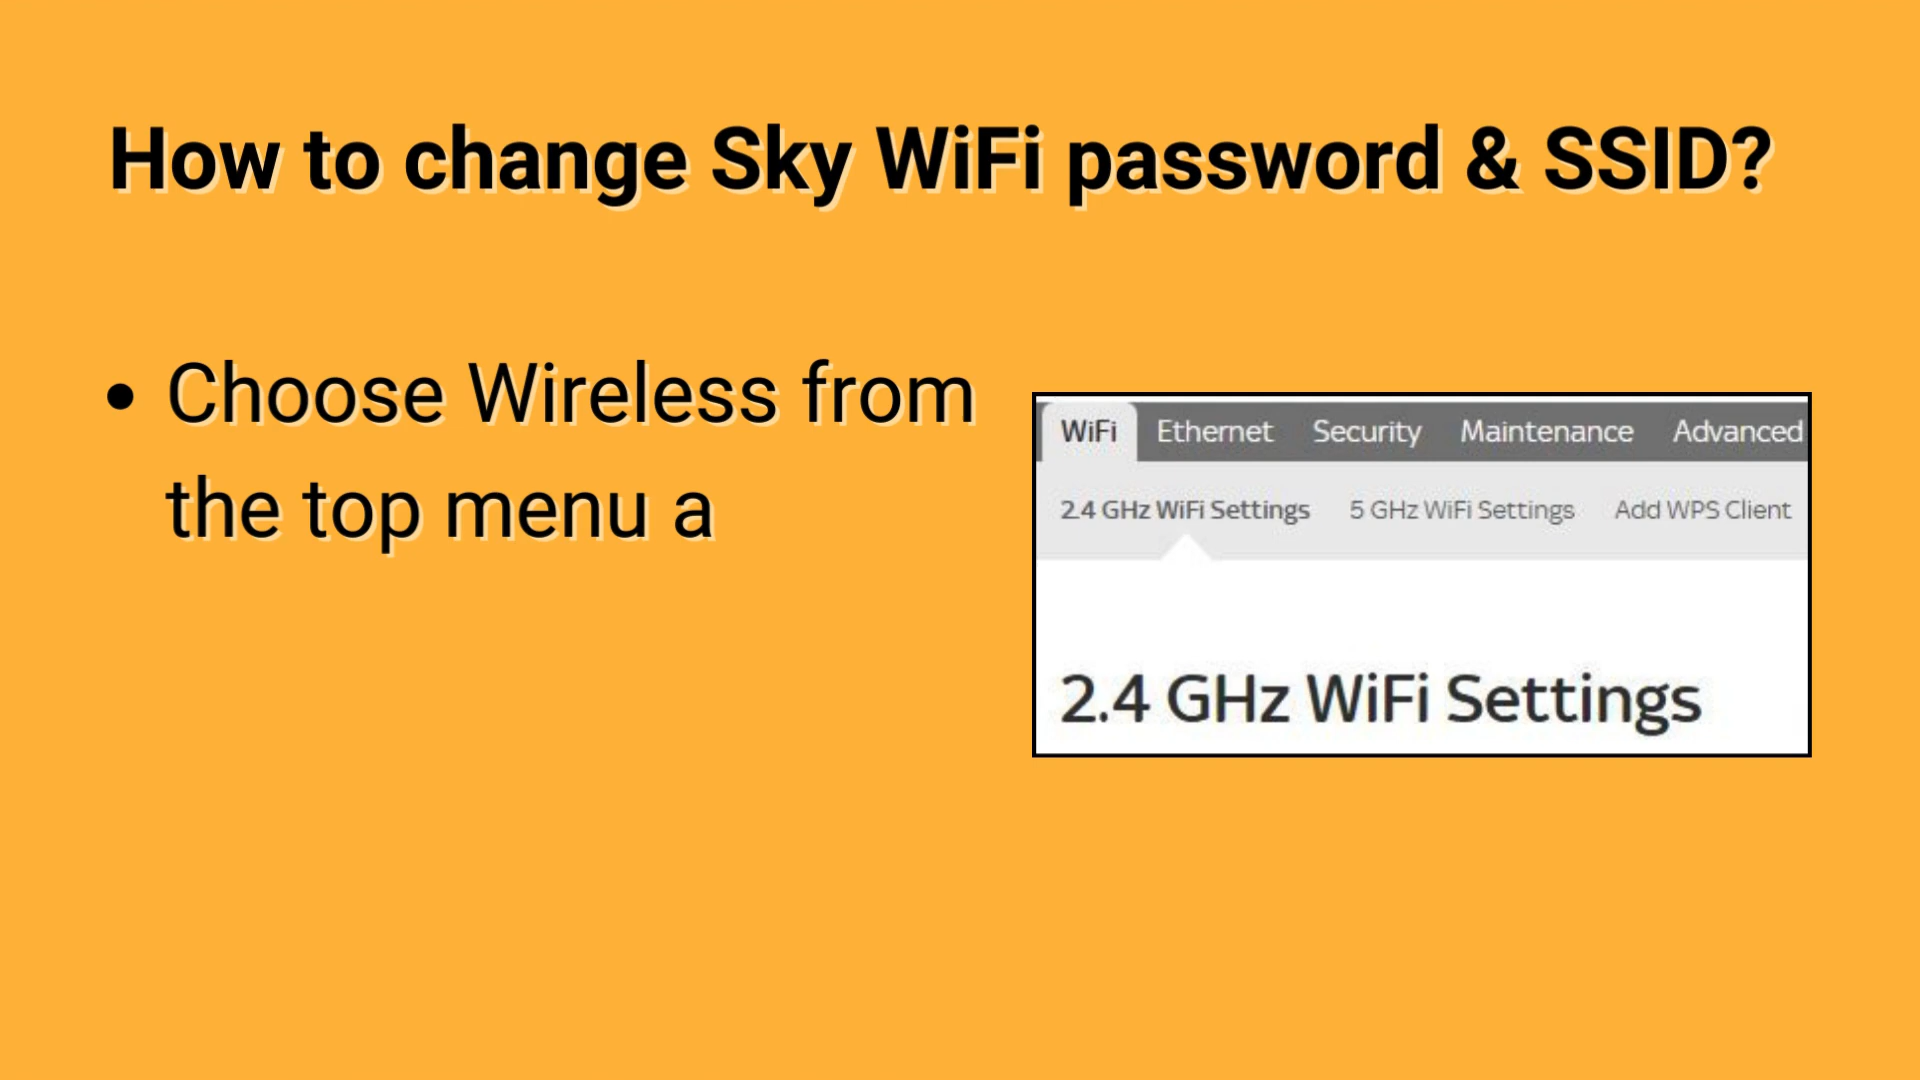 How to change Sky WiFi password & SSID?
• Choose Wireless from
the top menu a
WiFi Ethernet Security Maintenance Advanced
2.4 GHz WiFi Settings 5 GHz WiFi Settings Add WPS Client
2.4 GHz WiFi Settings